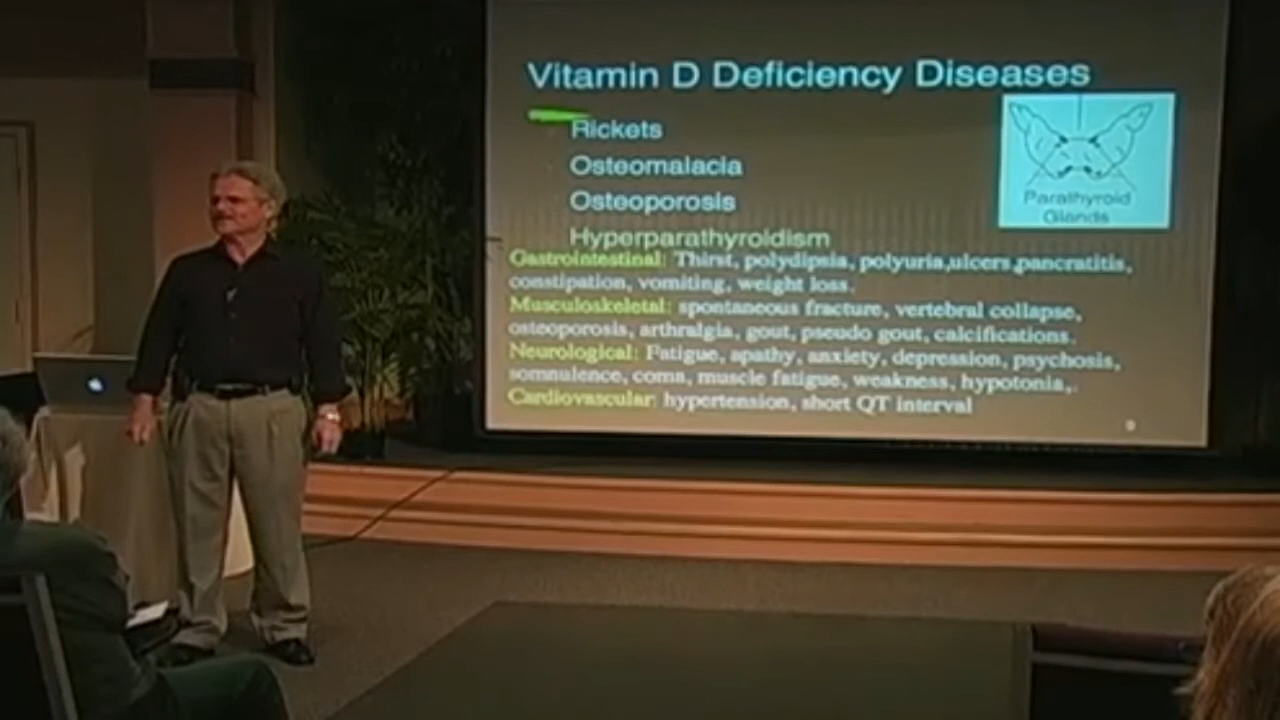 Vitamin D Deficiency Diseases
Rickets
Osteomalacia
Osteoporosis
Hyperparathyroidism
Parathyroid
Glands
Gastrointestinal: Thirst, polydipsia, polyuria,ulcers,pancratitis,
constipation, vomiting, weight loss.
Musculoskeletal: spontaneous fracture, vertebral collapse,
osteoporosis, arthralgia, gout, pseudo gout, calcifications.
Neurological: Fatigue, apathy, anxiety, depression, psychosis,
somnulence, coma, muscle fatigue, weakness, hypotonia,.
Cardiovascular: hypertension, short QT interval